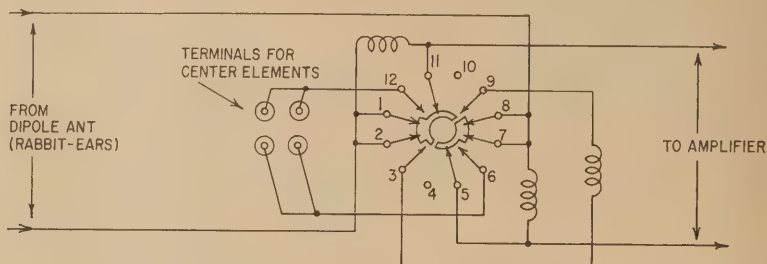 TERMINALS FOR
CENTER ELEMENTS
FROM
DIPOLE ANT
(RABBIT-EARS)
11
10
12
9
1
8
2
7
3
6
4
5
TO AMPLIFIER